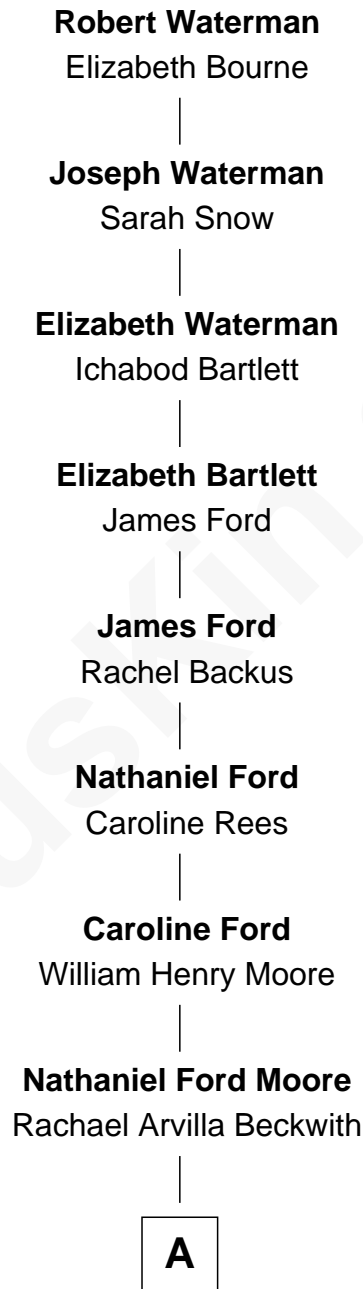 Robert Waterman
Elizabeth Bourne
Joseph Waterman
Sarah Snow
Elizabeth Waterman
Ichabod Bartlett
Elizabeth Bartlett
James Ford
James Ford
Rachel Backus
Nathaniel Ford
Caroline Rees
Caroline Ford
William Henry Moore
Nathaniel Ford Moore
Rachael Arvilla Beckwith
A